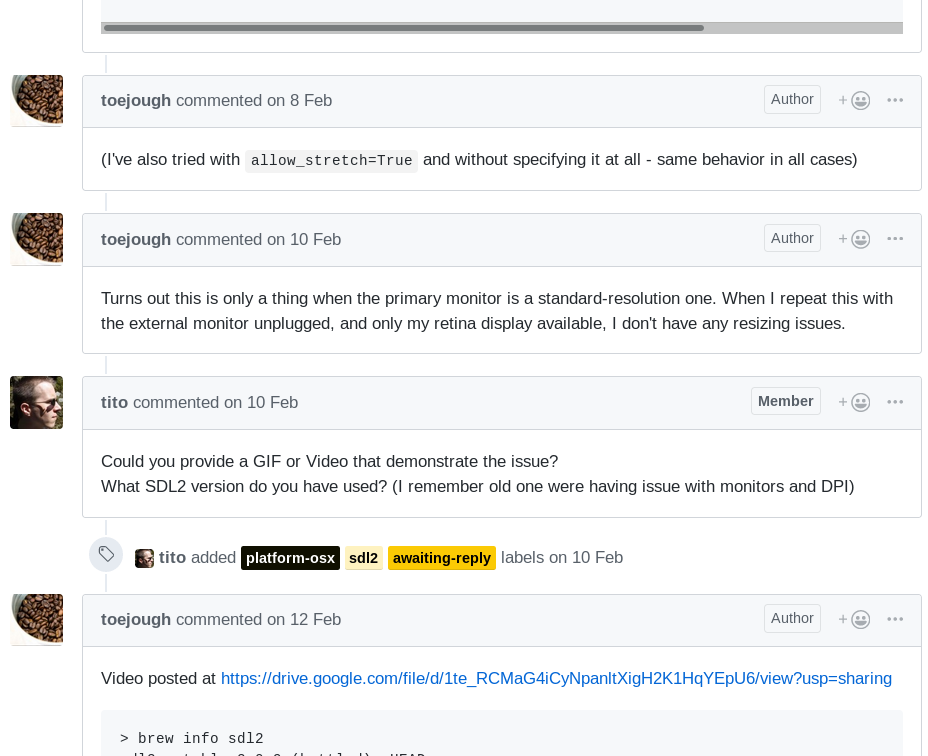 toejough commented on 8 Feb Author
(I've also tried with allow_stretch=True and without specifying it at all - same behavior in all cases)
toejough commented on 10 Feb Author
Turns out this is only a thing when the primary monitor is a standard-resolution one. When I repeat this with
the external monitor unplugged, and only my retina display available, I don't have any resizing issues.
tito commented on 10 Feb Member
Could you provide a GIF or Video that demonstrate the issue?
What SDL2 version do you have used? (I remember old one were having issue with monitors and DPI)
tito added platform-osx sdl2 awaiting-reply labels on 10 Feb
toejough commented on 12 Feb Author
Video posted at https://drive.google.com/file/d/1te_RCMaG4iCyNpanltXigH2K1HqYEpU6/view?usp=sharing
> brew info sdl2